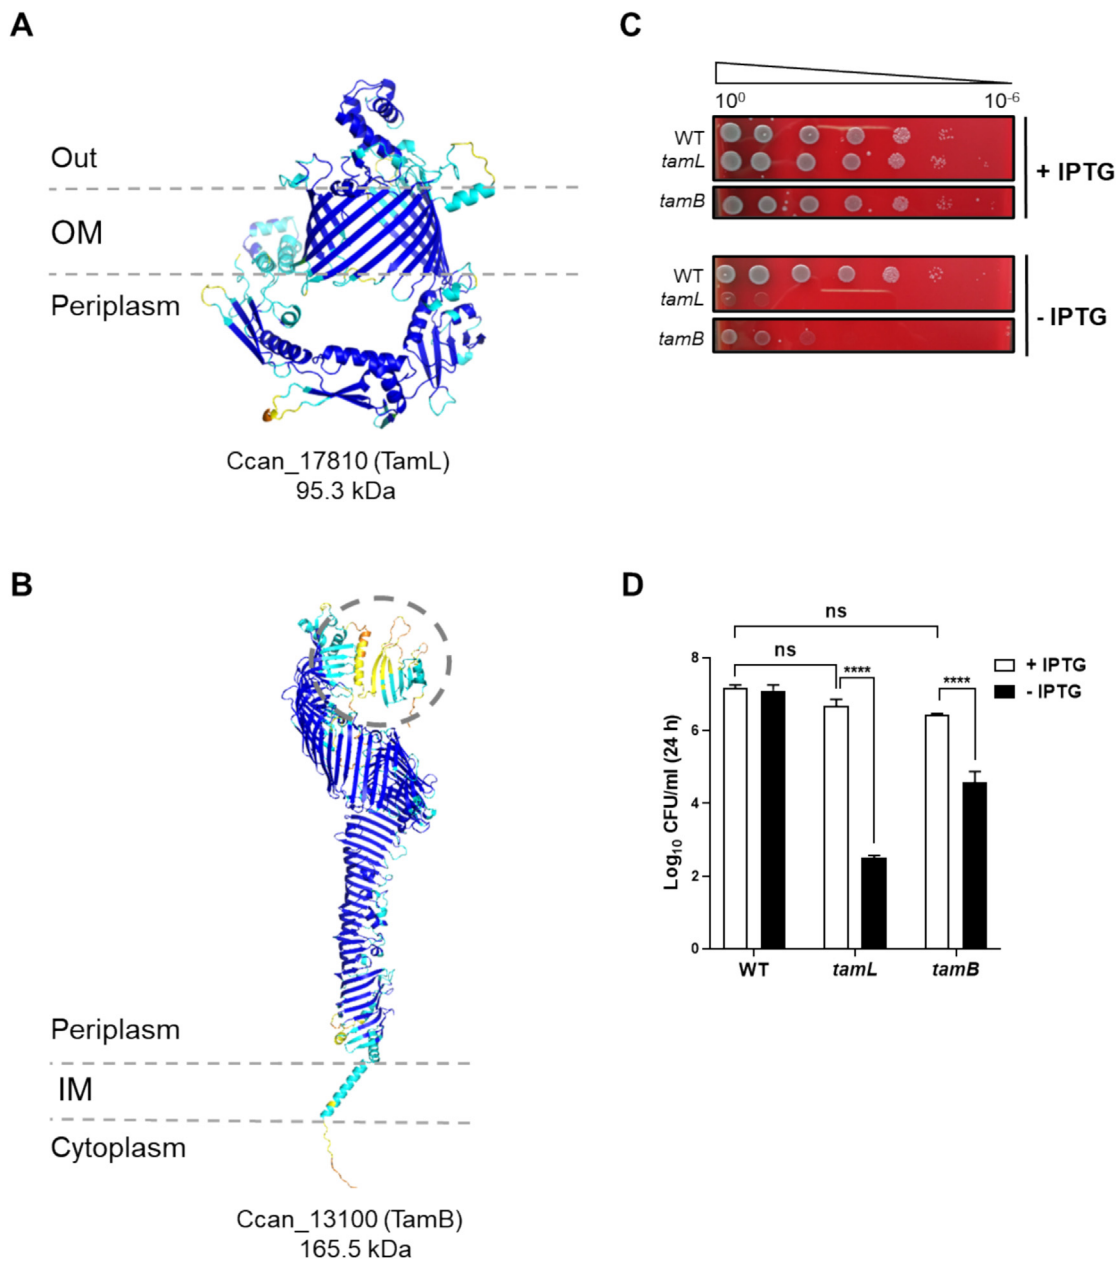 A
Out
OM
Periplasm
Ccan_17810 (TamL)
95.3 kDa
B
Periplasm
IM
Cytoplasm
Ccan_13100 (TamB)
165.5 kDa
C
10⁰ 10⁻⁶
WT
tamL
tamB
+ IPTG
WT
tamL
tamB
- IPTG
D
ns
ns
****
****
+ IPTG
- IPTG
Log₁₀ CFU/ml (24 h)
8
6
4
2
0
WT tamL tamB